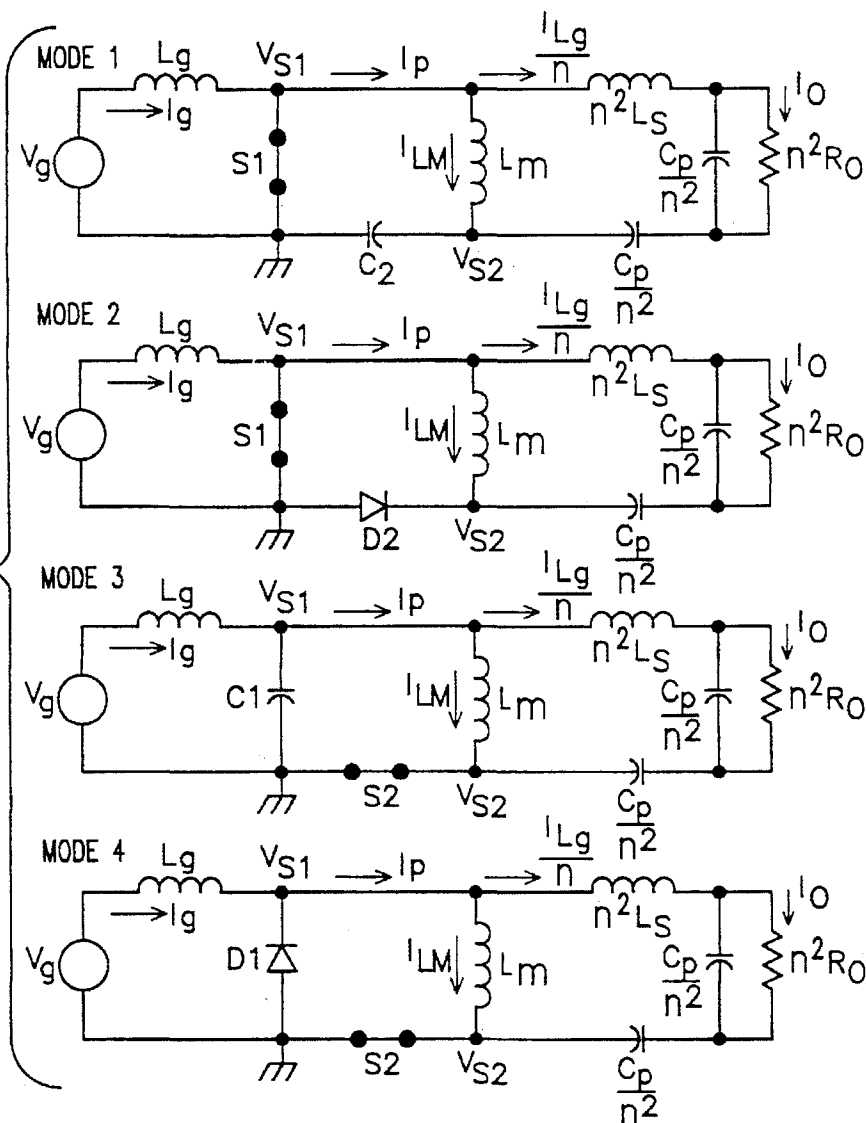 MODE 1
Lg
VS1
Ip
ILg
n
n²LS
Ig
Vg
S1
ILM
Lm
Cp
n²
IO
n²RO
C2
VS2
Cp
n²
MODE 2
Lg
VS1
Ip
ILg
n
n²LS
Ig
Vg
S1
ILM
Lm
Cp
n²
IO
n²RO
D2
VS2
Cp
n²
MODE 3
Lg
VS1
Ip
ILg
n
n²LS
Ig
Vg
C1
ILM
Lm
Cp
n²
IO
n²RO
S2
VS2
Cp
n²
MODE 4
Lg
VS1
Ip
ILg
n
n²LS
Ig
Vg
D1
ILM
Lm
Cp
n²
IO
n²RO
S2
VS2
Cp
n²